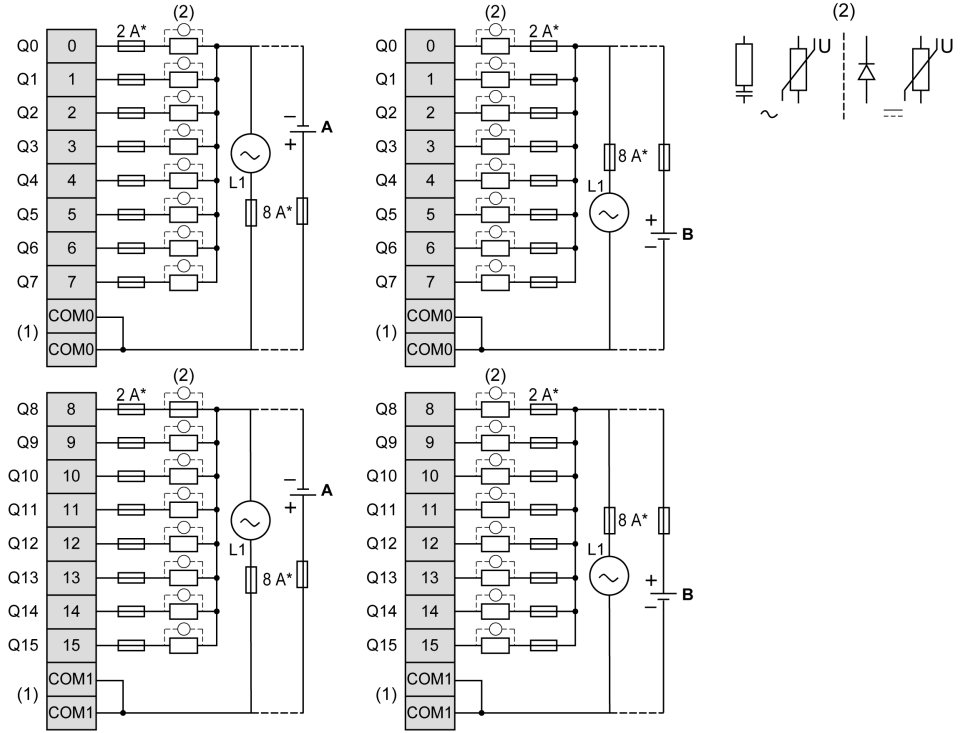 (2)
2 A*
Q0 0
Q1 1
Q2 2
Q3 3
Q4 4
Q5 5
Q6 6
Q7 7
COM0
(1)
COM0
L1
8 A*
− A
+
(2)
2 A*
Q0 0
Q1 1
Q2 2
Q3 3
Q4 4
Q5 5
Q6 6
Q7 7
COM0
(1)
COM0
8 A*
L1
+
− B
(2)
U
U
(2)
2 A*
Q8 8
Q9 9
Q10 10
Q11 11
Q12 12
Q13 13
Q14 14
Q15 15
COM1
(1)
COM1
L1
8 A*
− A
+
(2)
2 A*
Q8 8
Q9 9
Q10 10
Q11 11
Q12 12
Q13 13
Q14 14
Q15 15
COM1
(1)
COM1
8 A*
L1
+
− B